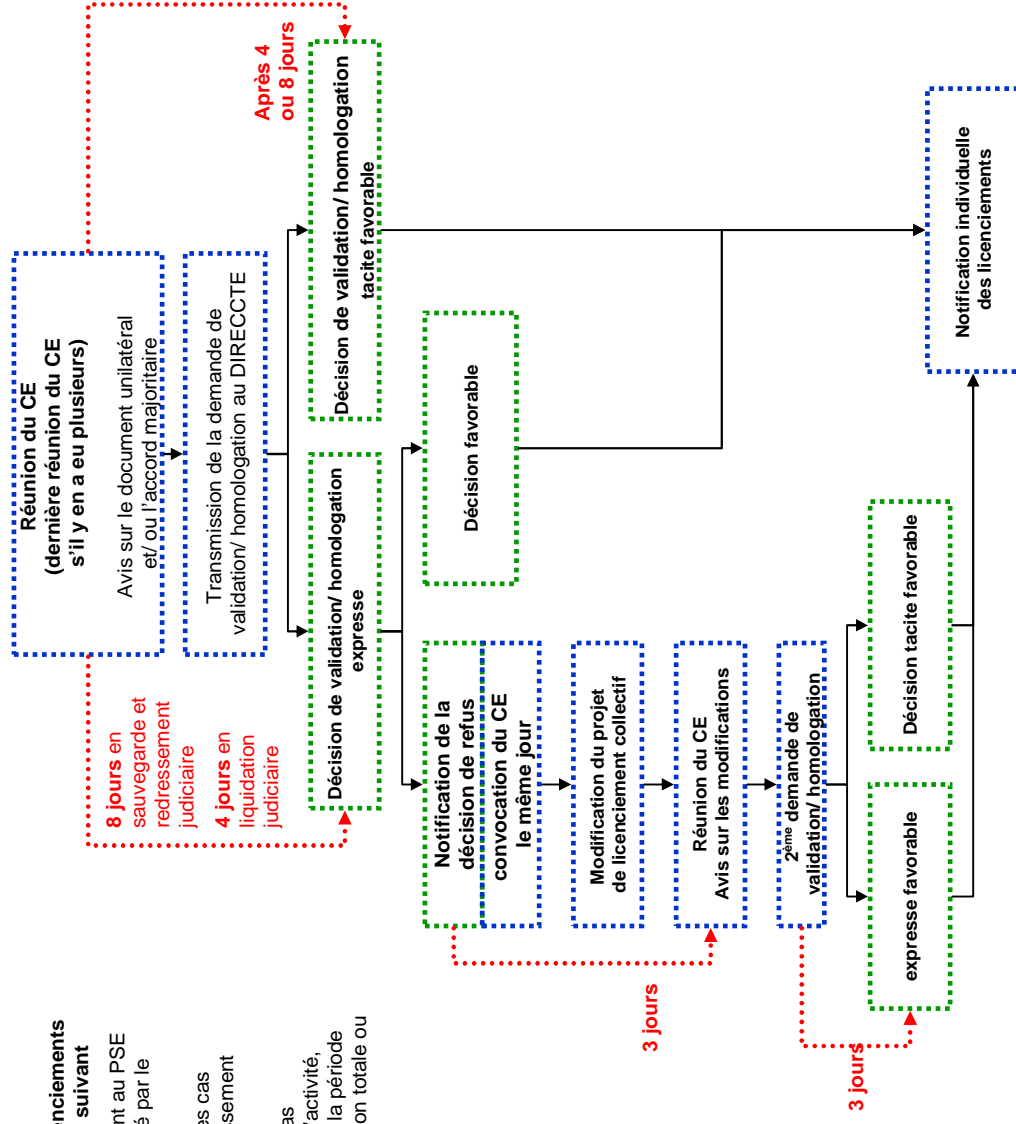 Réunion du CE
(dernière réunion du CE
s'il y en a eu plusieurs)
Avis sur le document unilatéral
et/ ou l'accord majoritaire
Transmission de la demande de
validation/ homologation au DIRECCTE
8 jours en
sauvegarde et
redressement
judiciaire
4 jours en
liquidation
judiciaire
Après 4
ou 8 jours
Décision de validation/ homologation
expresse
Décision de validation/ homologation
tacite favorable
Notification de la
décision de refus
convocation du CE
le même jour
Décision favorable
Modification du projet
de licenciement collectif
Réunion du CE
Avis sur les modifications
3 jours
2ème demande de
validation/ homologation
3 jours
expresse favorable
Décision tacite favorable
Notification individuelle
des licenciements
enciements
suivant
nt au PSE
é par le
es cas
ssement
as
'activité,
la période
on totale ou